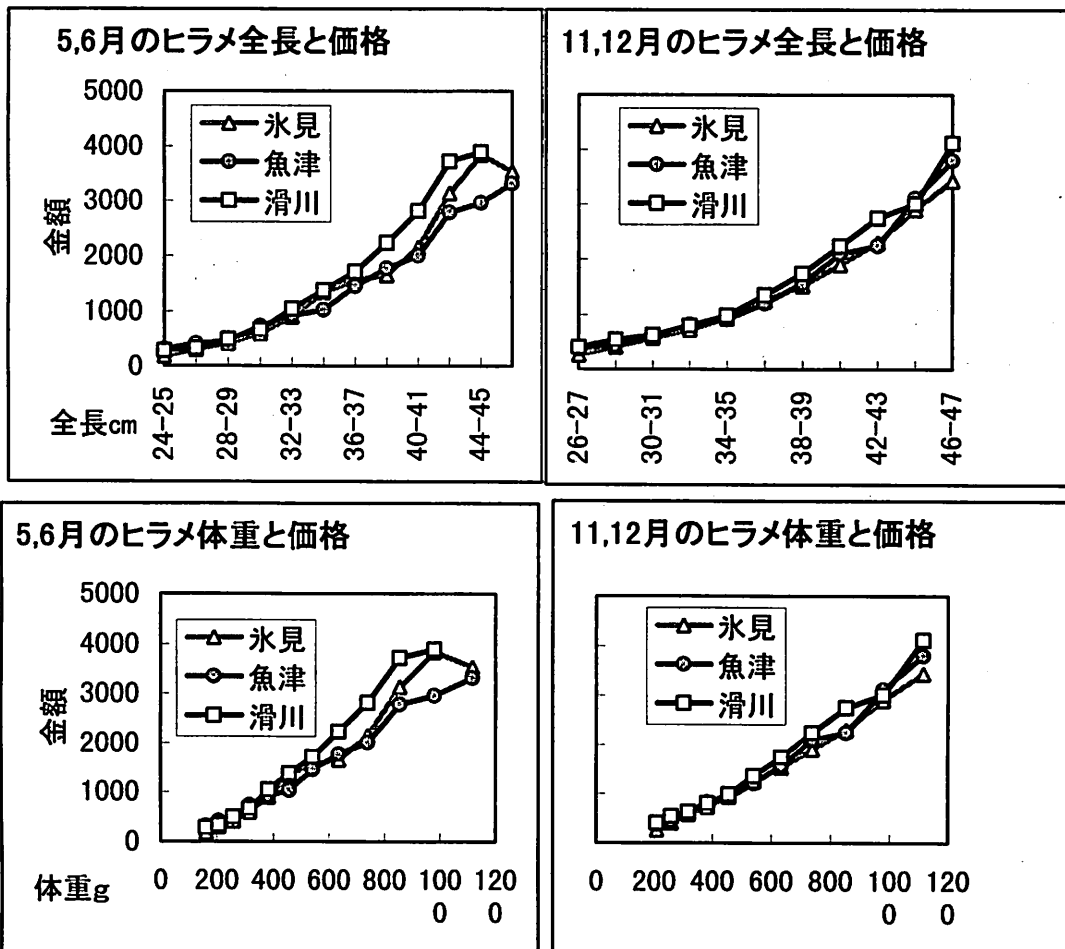 5,6月のヒラメ全長と価格
5000
4000
3000
2000
1000
0
金額
氷見
魚津
滑川
全長cm
24-25
28-29
32-33
36-37
40-41
44-45
11,12月のヒラメ全長と価格
氷見
魚津
滑川
26-27
30-31
34-35
38-39
42-43
46-47
5,6月のヒラメ体重と価格
5000
4000
3000
2000
1000
0
金額
氷見
魚津
滑川
体重g
0 200 400 600 800 100 120
0 0
11,12月のヒラメ体重と価格
氷見
魚津
滑川
0 200 400 600 800 100 120
0 0